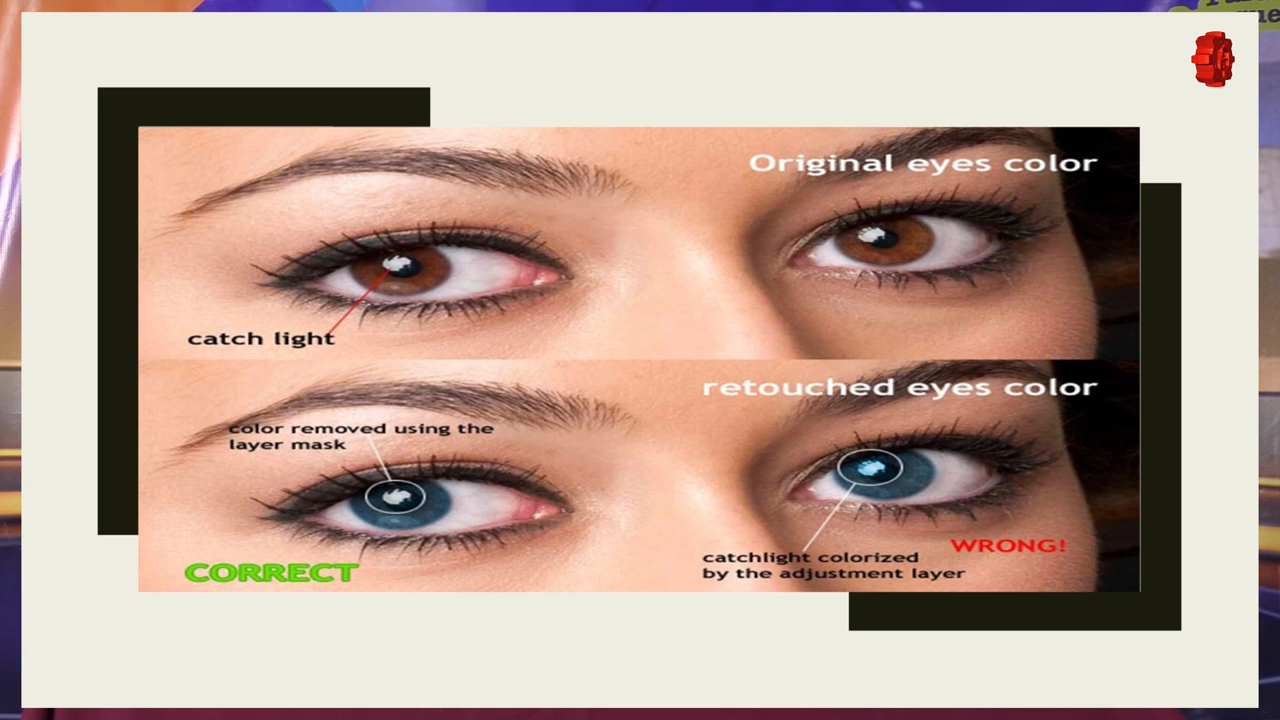 Original eyes color
catch light
retouched eyes color
color removed using the
layer mask
WRONG!
catchlight colorized
by the adjustment layer
CORRECT